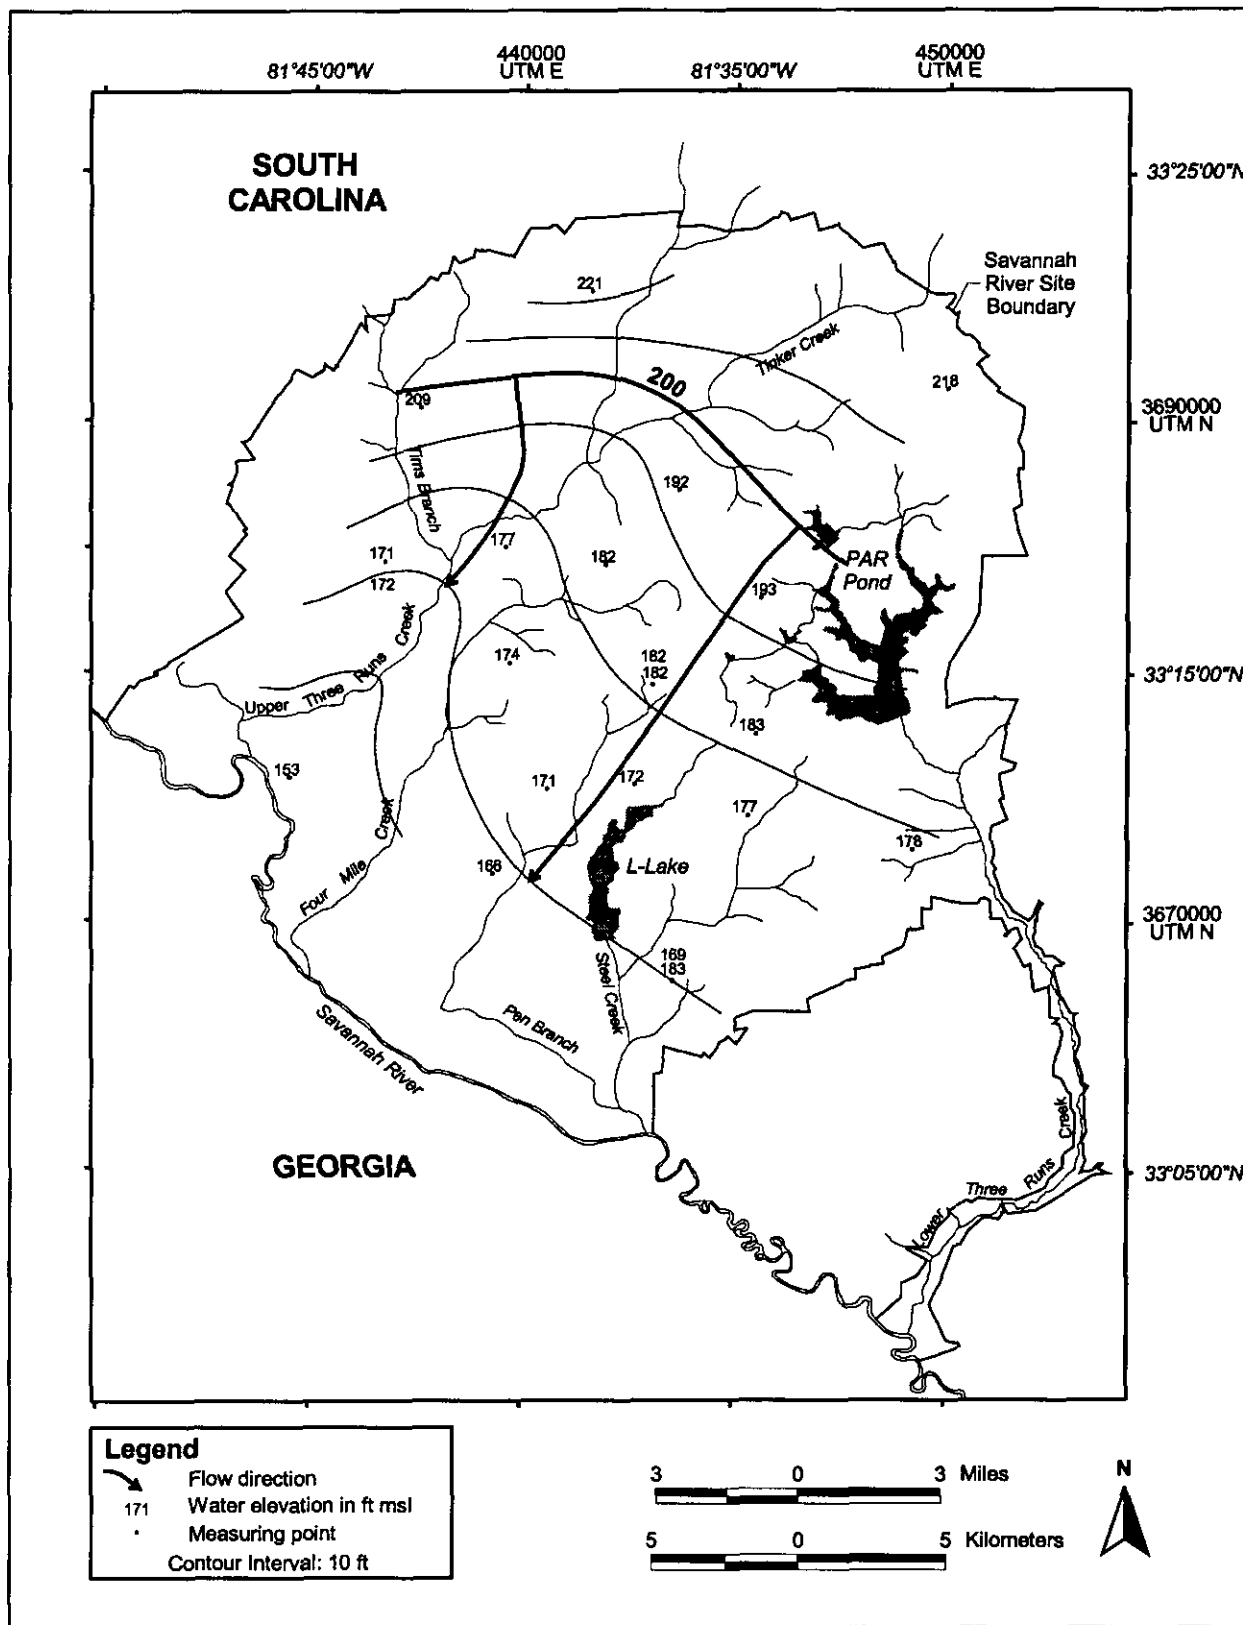 440000
UTM E
450000
UTM E
81°45'00"W
81°35'00"W
SOUTH
CAROLINA
33°25'00"N
Savannah
River Site
Boundary
221
Tinker Creek
200
218
209
3690000
UTM N
Tims Branch
192
177
171
172
182
193
PAR
Pond
174
182
182
33°15'00"N
Upper Three Runs Creek
183
153
171
172
177
178
Four Mile Creek
166
L-Lake
3670000
UTM N
169
183
Steel Creek
Pen Branch
Savannah River
GEORGIA
33°05'00"N
Lower Three Runs Creek
Legend
Flow direction
171 Water elevation in ft msl
Measuring point
Contour Interval: 10 ft
3 0 3 Miles
5 0 5 Kilometers
N